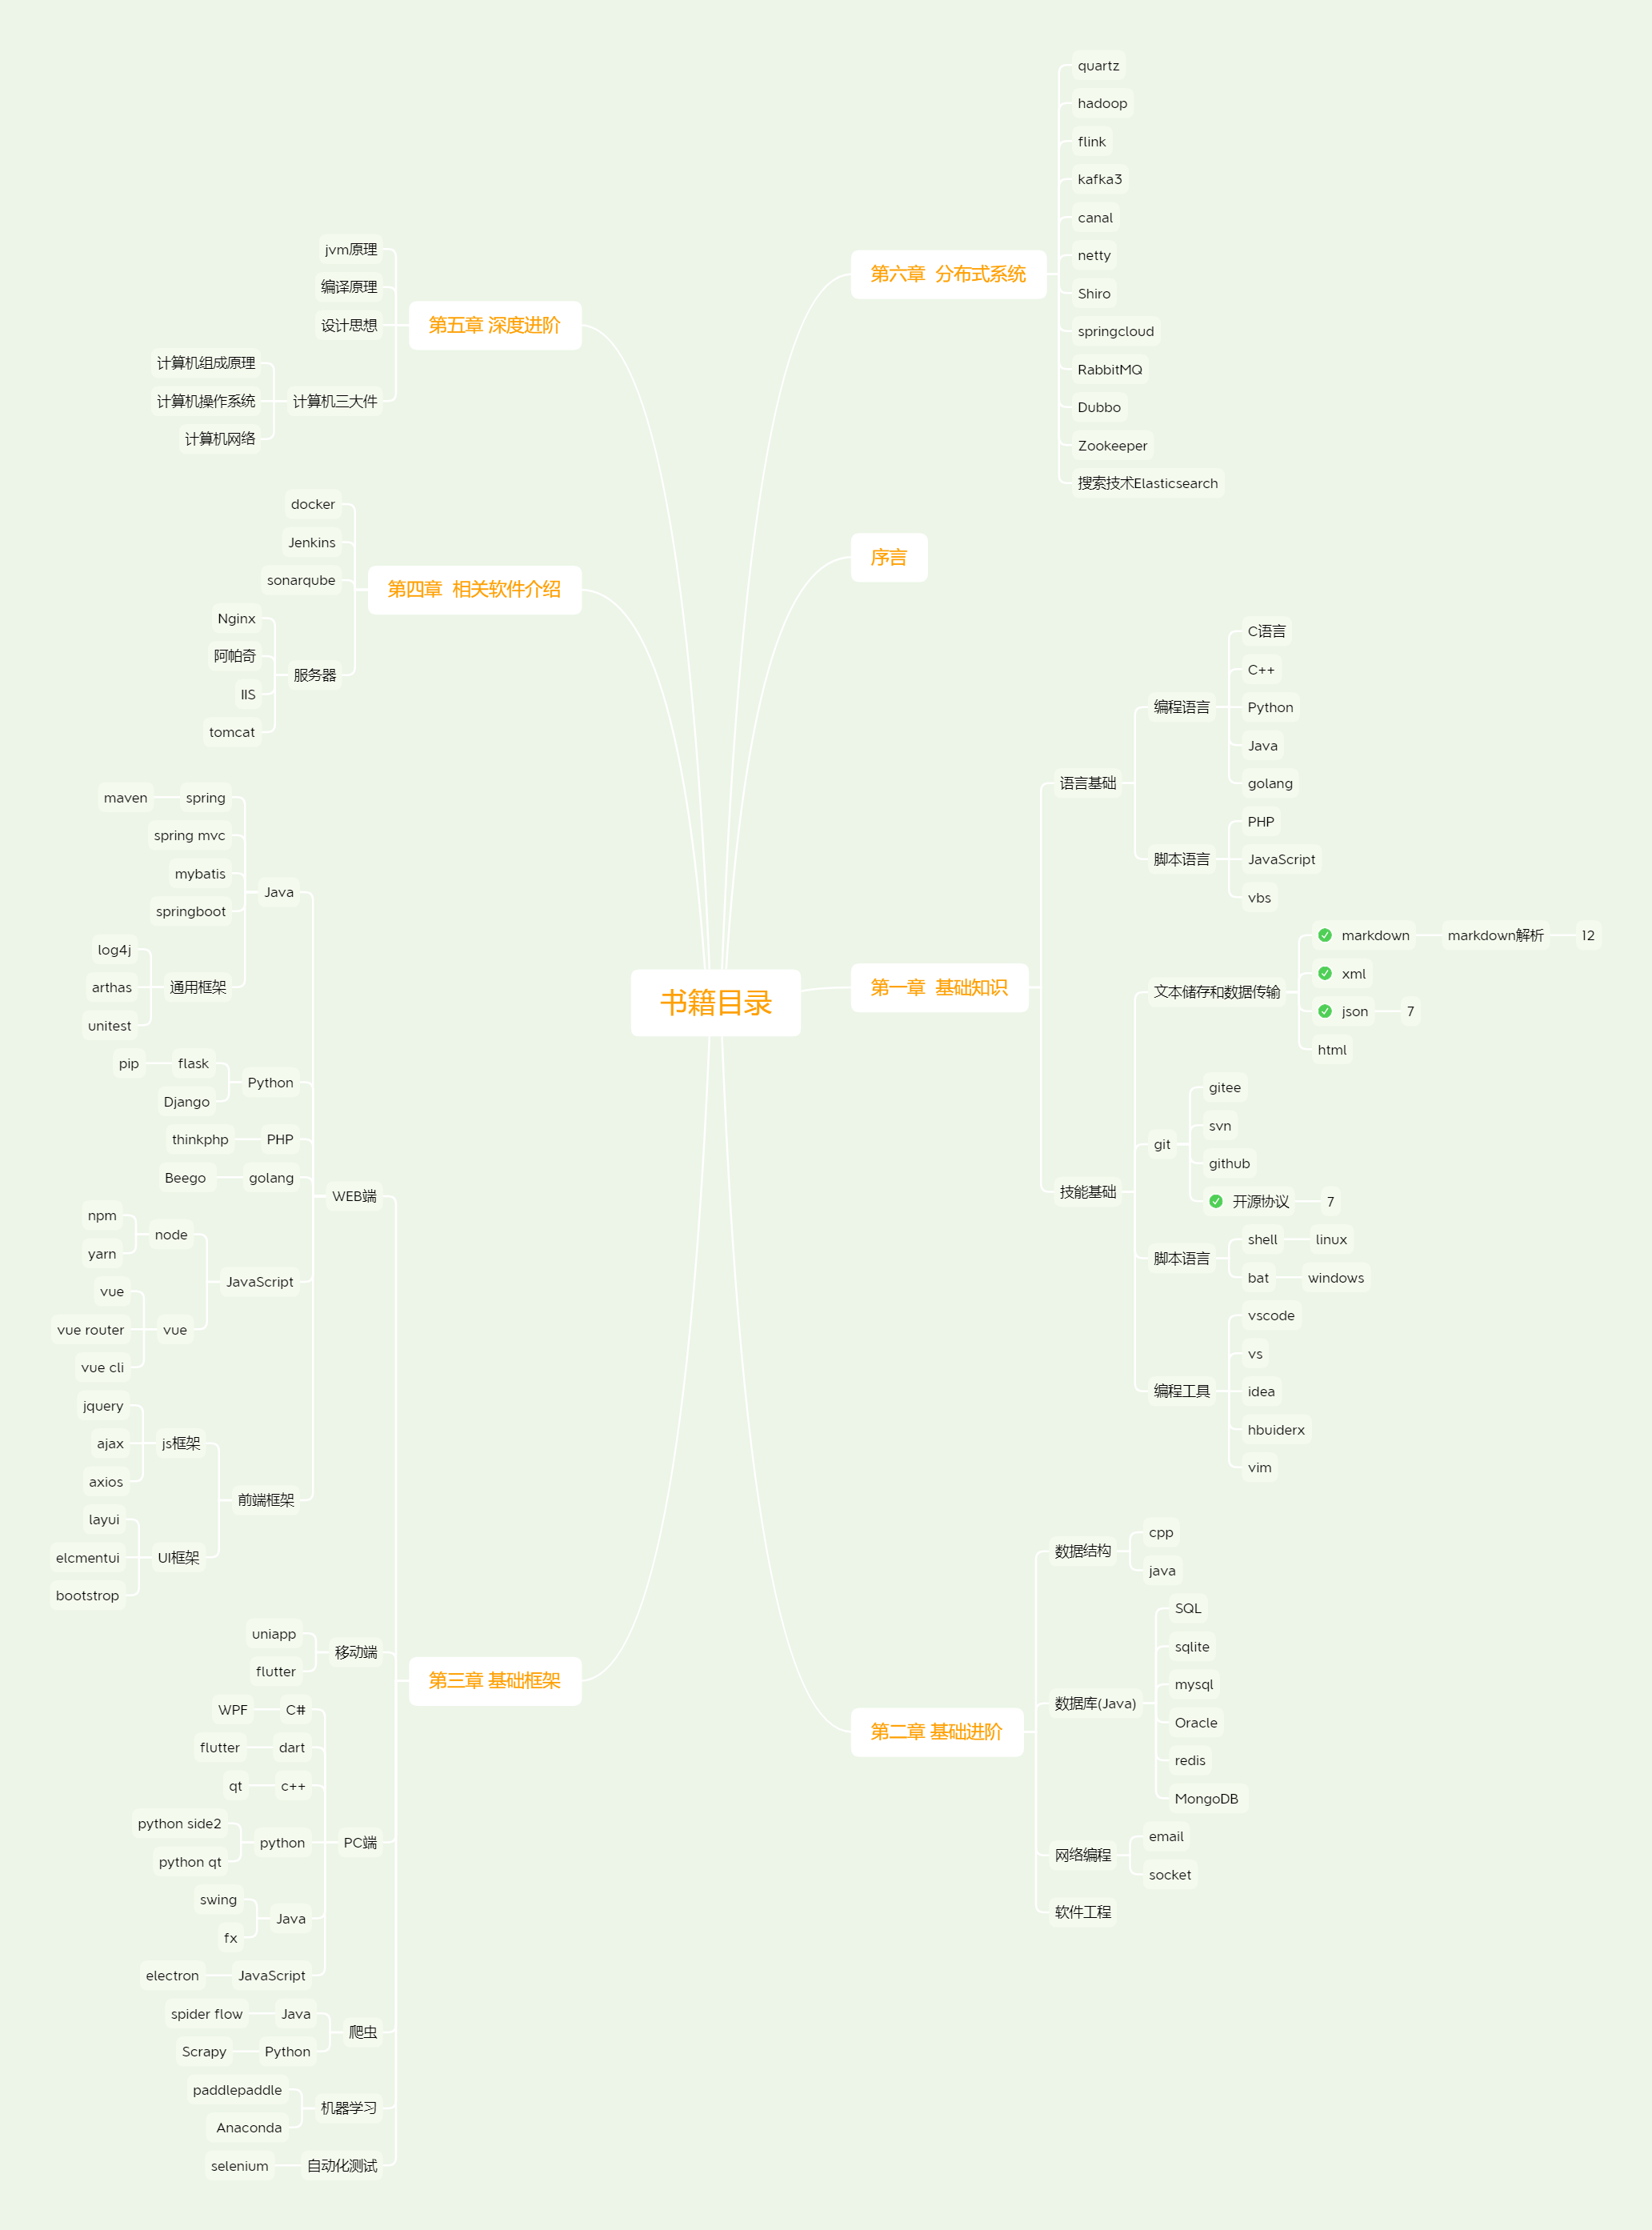 书籍目录
序言
第一章  基础知识
语言基础
编程语言
C语言
C++
Python
Java
golang
脚本语言
PHP
JavaScript
vbs
技能基础
文本储存和数据传输
markdown
markdown解析
12
xml
json
7
html
git
gitee
svn
github
开源协议
7
脚本语言
shell
linux
bat
windows
编程工具
vscode
vs
idea
hbuiderx
vim
第二章 基础进阶
数据结构
cpp
java
数据库(Java)
SQL
sqlite
mysql
Oracle
redis
MongoDB
网络编程
email
socket
软件工程
第三章 基础框架
WEB端
Java
spring
maven
spring mvc
mybatis
springboot
通用框架
log4j
arthas
unitest
Python
flask
pip
Django
PHP
thinkphp
golang
Beego
JavaScript
node
npm
yarn
vue
vue
vue router
vue cli
前端框架
js框架
jquery
ajax
axios
UI框架
layui
elcmentui
bootstrop
移动端
uniapp
flutter
PC端
C#
WPF
dart
flutter
c++
qt
python
python side2
python qt
Java
swing
fx
JavaScript
electron
爬虫
Java
spider flow
Python
Scrapy
机器学习
paddlepaddle
Anaconda
自动化测试
selenium
第四章  相关软件介绍
docker
Jenkins
sonarqube
服务器
Nginx
阿帕奇
IIS
tomcat
第五章 深度进阶
jvm原理
编译原理
设计思想
计算机三大件
计算机组成原理
计算机操作系统
计算机网络
第六章  分布式系统
quartz
hadoop
flink
kafka3
canal
netty
Shiro
springcloud
RabbitMQ
Dubbo
Zookeeper
搜索技术Elasticsearch